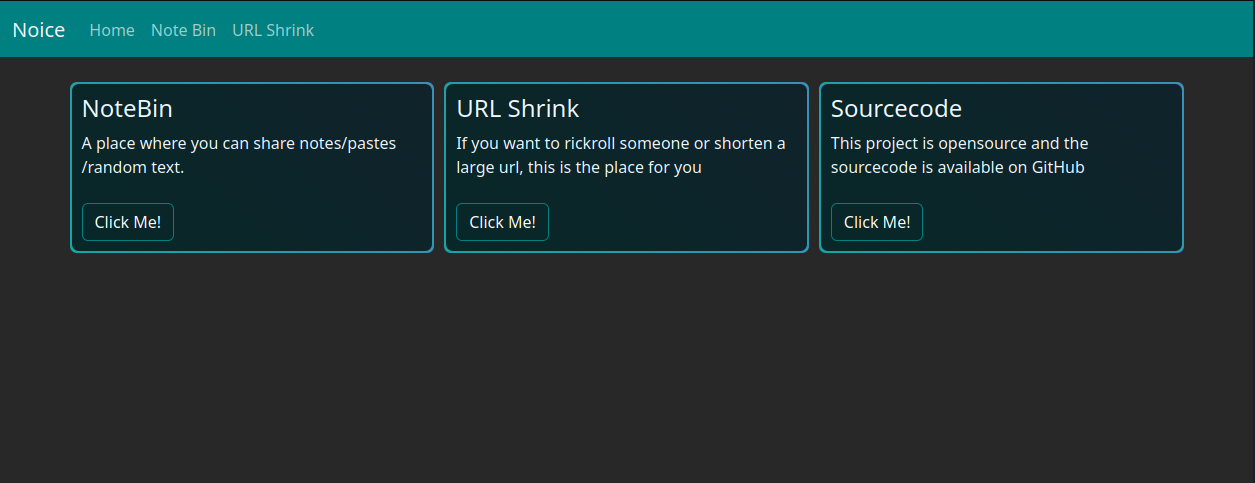 Noice Home Note Bin URL Shrink
NoteBin
A place where you can share notes/pastes
/random text.
Click Me!
URL Shrink
If you want to rickroll someone or shorten a
large url, this is the place for you
Click Me!
Sourcecode
This project is opensource and the
sourcecode is available on GitHub
Click Me!